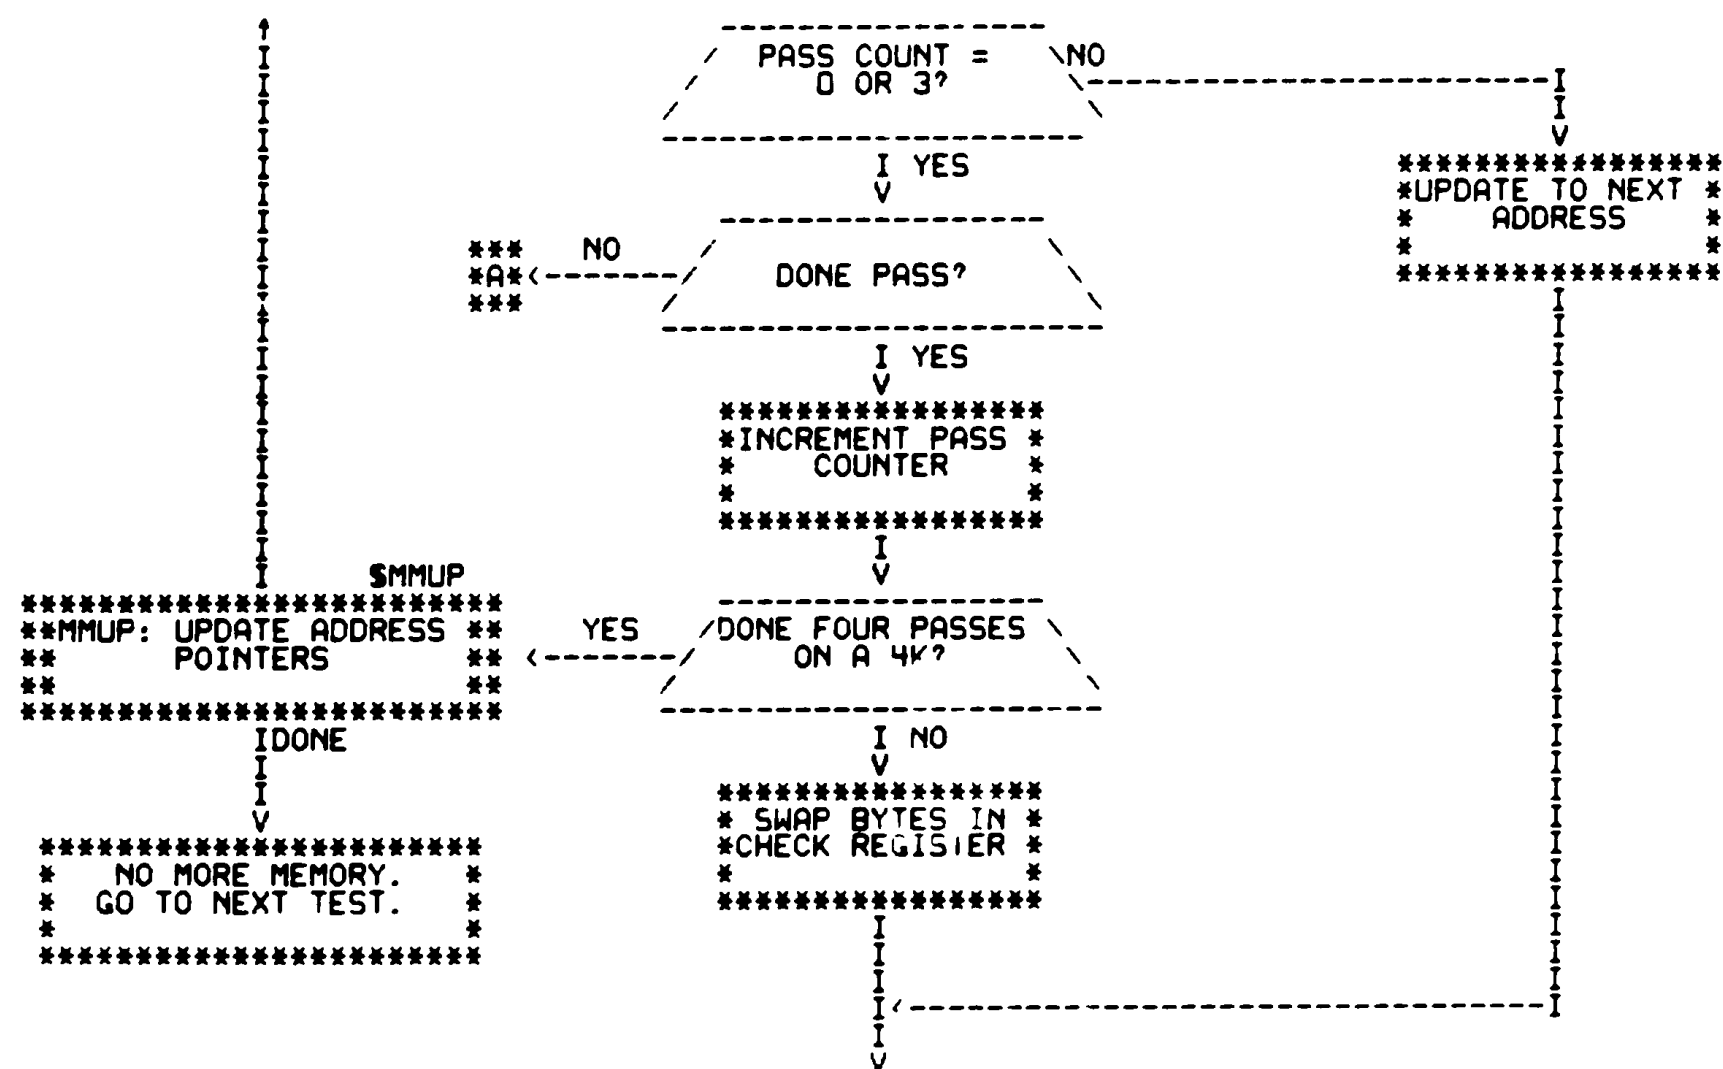 PASS COUNT =
0 OR 3?
NO
YES
UPDATE TO NEXT
ADDRESS
NO
*A*
DONE PASS?
YES
INCREMENT PASS
COUNTER
$MMUP
MMUP: UPDATE ADDRESS
POINTERS
YES
DONE FOUR PASSES
ON A 4K?
DONE
NO
SWAP BYTES IN
CHECK REGISTER
NO MORE MEMORY.
GO TO NEXT TEST.